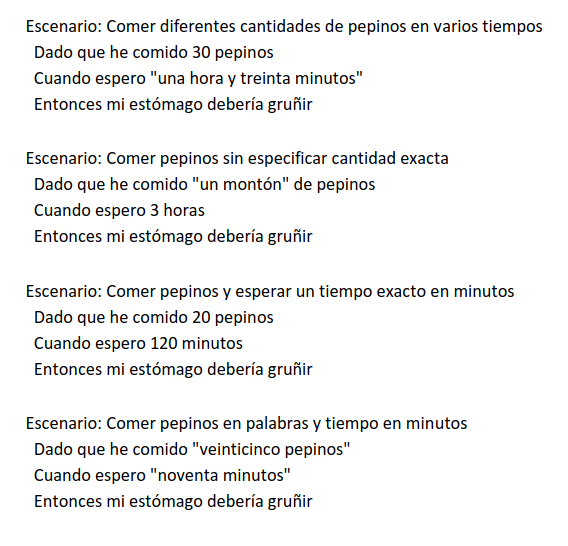 Escenario: Comer diferentes cantidades de pepinos en varios tiempos
Dado que he comido 30 pepinos
Cuando espero "una hora y treinta minutos"
Entonces mi estómago debería gruñir
Escenario: Comer pepinos sin especificar cantidad exacta
Dado que he comido "un montón" de pepinos
Cuando espero 3 horas
Entonces mi estómago debería gruñir
Escenario: Comer pepinos y esperar un tiempo exacto en minutos
Dado que he comido 20 pepinos
Cuando espero 120 minutos
Entonces mi estómago debería gruñir
Escenario: Comer pepinos en palabras y tiempo en minutos
Dado que he comido "veinticinco pepinos"
Cuando espero "noventa minutos"
Entonces mi estómago debería gruñir